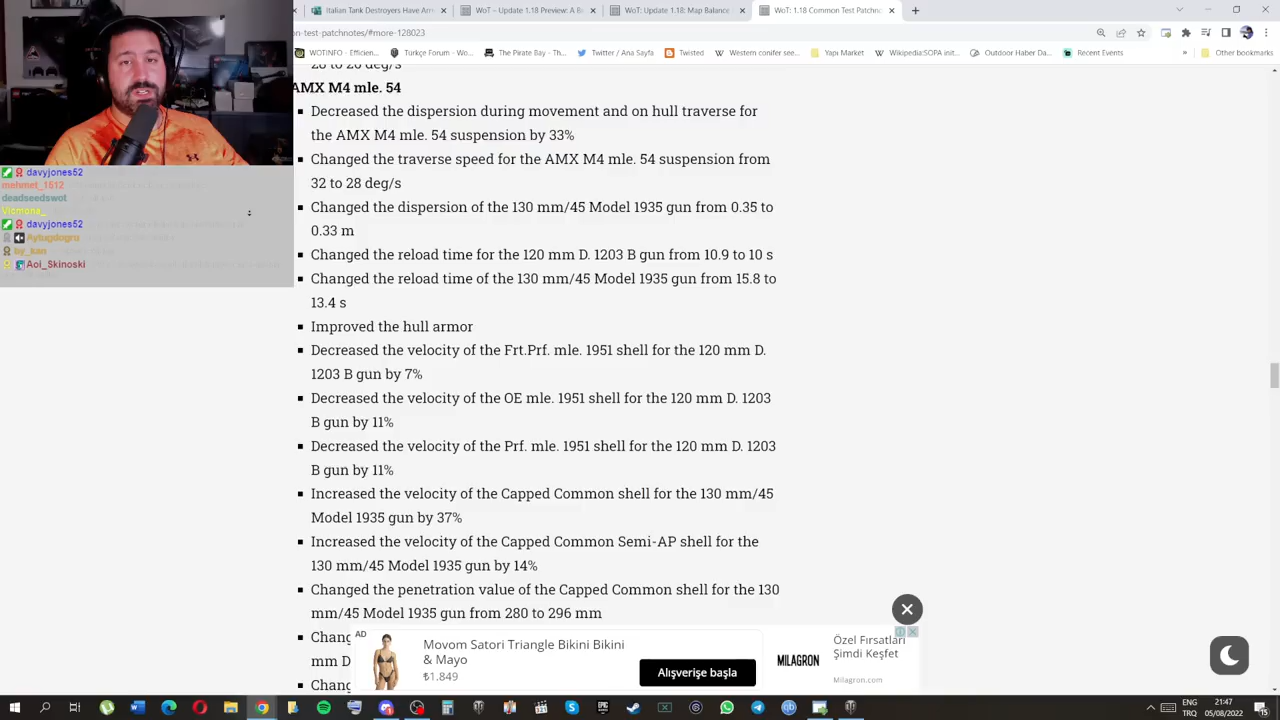 Italian Tank Destroyers Have Arr
WoT – Update 1.18 Preview: A B
WoT: Update 1.18: Map Balance
WoT: 1.18 Common Test Patchno
on-test-patchnotes/#more-128023
WOTINFO - Efficien...
Türkçe Forum - Wo...
The Pirate Bay - Th...
Twitter / Ana Sayfa
Twisted
Western conifer see...
Yapı Market
Wikipedia:SOPA init...
Outdoor Haber Da...
Recent Events
»
Other bookmarks
28 to 26 deg/s
AMX M4 mle. 54
Decreased the dispersion during movement and on hull traverse for
the AMX M4 mle. 54 suspension by 33%
Changed the traverse speed for the AMX M4 mle. 54 suspension from
32 to 28 deg/s
Changed the dispersion of the 130 mm/45 Model 1935 gun from 0.35 to
0.33 m
Changed the reload time for the 120 mm D. 1203 B gun from 10.9 to 10 s
Changed the reload time of the 130 mm/45 Model 1935 gun from 15.8 to
13.4 s
Improved the hull armor
Decreased the velocity of the Frt.Prf. mle. 1951 shell for the 120 mm D.
1203 B gun by 7%
Decreased the velocity of the OE mle. 1951 shell for the 120 mm D. 1203
B gun by 11%
Decreased the velocity of the Prf. mle. 1951 shell for the 120 mm D. 1203
B gun by 11%
Increased the velocity of the Capped Common shell for the 130 mm/45
Model 1935 gun by 37%
Increased the velocity of the Capped Common Semi-AP shell for the
130 mm/45 Model 1935 gun by 14%
Changed the penetration value of the Capped Common shell for the 130
mm/45 Model 1935 gun from 280 to 296 mm
Chang
mm D
Chang
davyjones52
mehmet_1612
deadseedswot
davyjones52
Aytugdogru
by_kan
Aoi_Skinoski
AD
Movom Satori Triangle Bikini Bikini
& Mayo
₺1.849
Alışverişe başla
MILAGRON
Özel Fırsatları
Şimdi Keşfet
Milagron.com
ENG
TRQ
21:47
05/08/2022